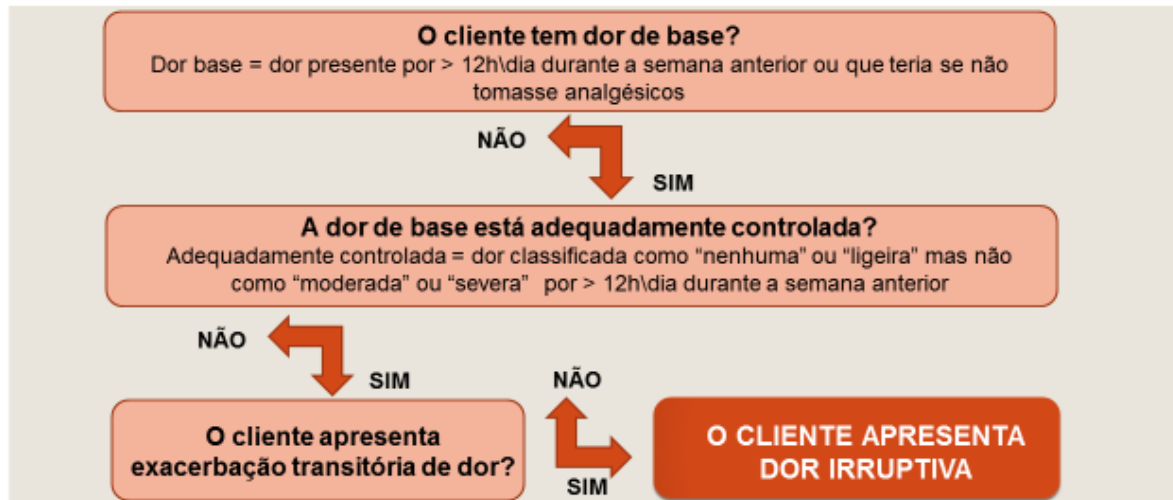 O cliente tem dor de base?
Dor base = dor presente por > 12h\dia durante a semana anterior ou que teria se não
tomasse analgésicos
NÃO
SIM
A dor de base está adequadamente controlada?
Adequadamente controlada = dor classificada como “nenhuma” ou “ligeira” mas não
como “moderada” ou “severa” por > 12h\dia durante a semana anterior
NÃO
SIM
O cliente apresenta
exacerbação transitória de dor?
NÃO
SIM
O CLIENTE APRESENTA
DOR IRRUPTIVA